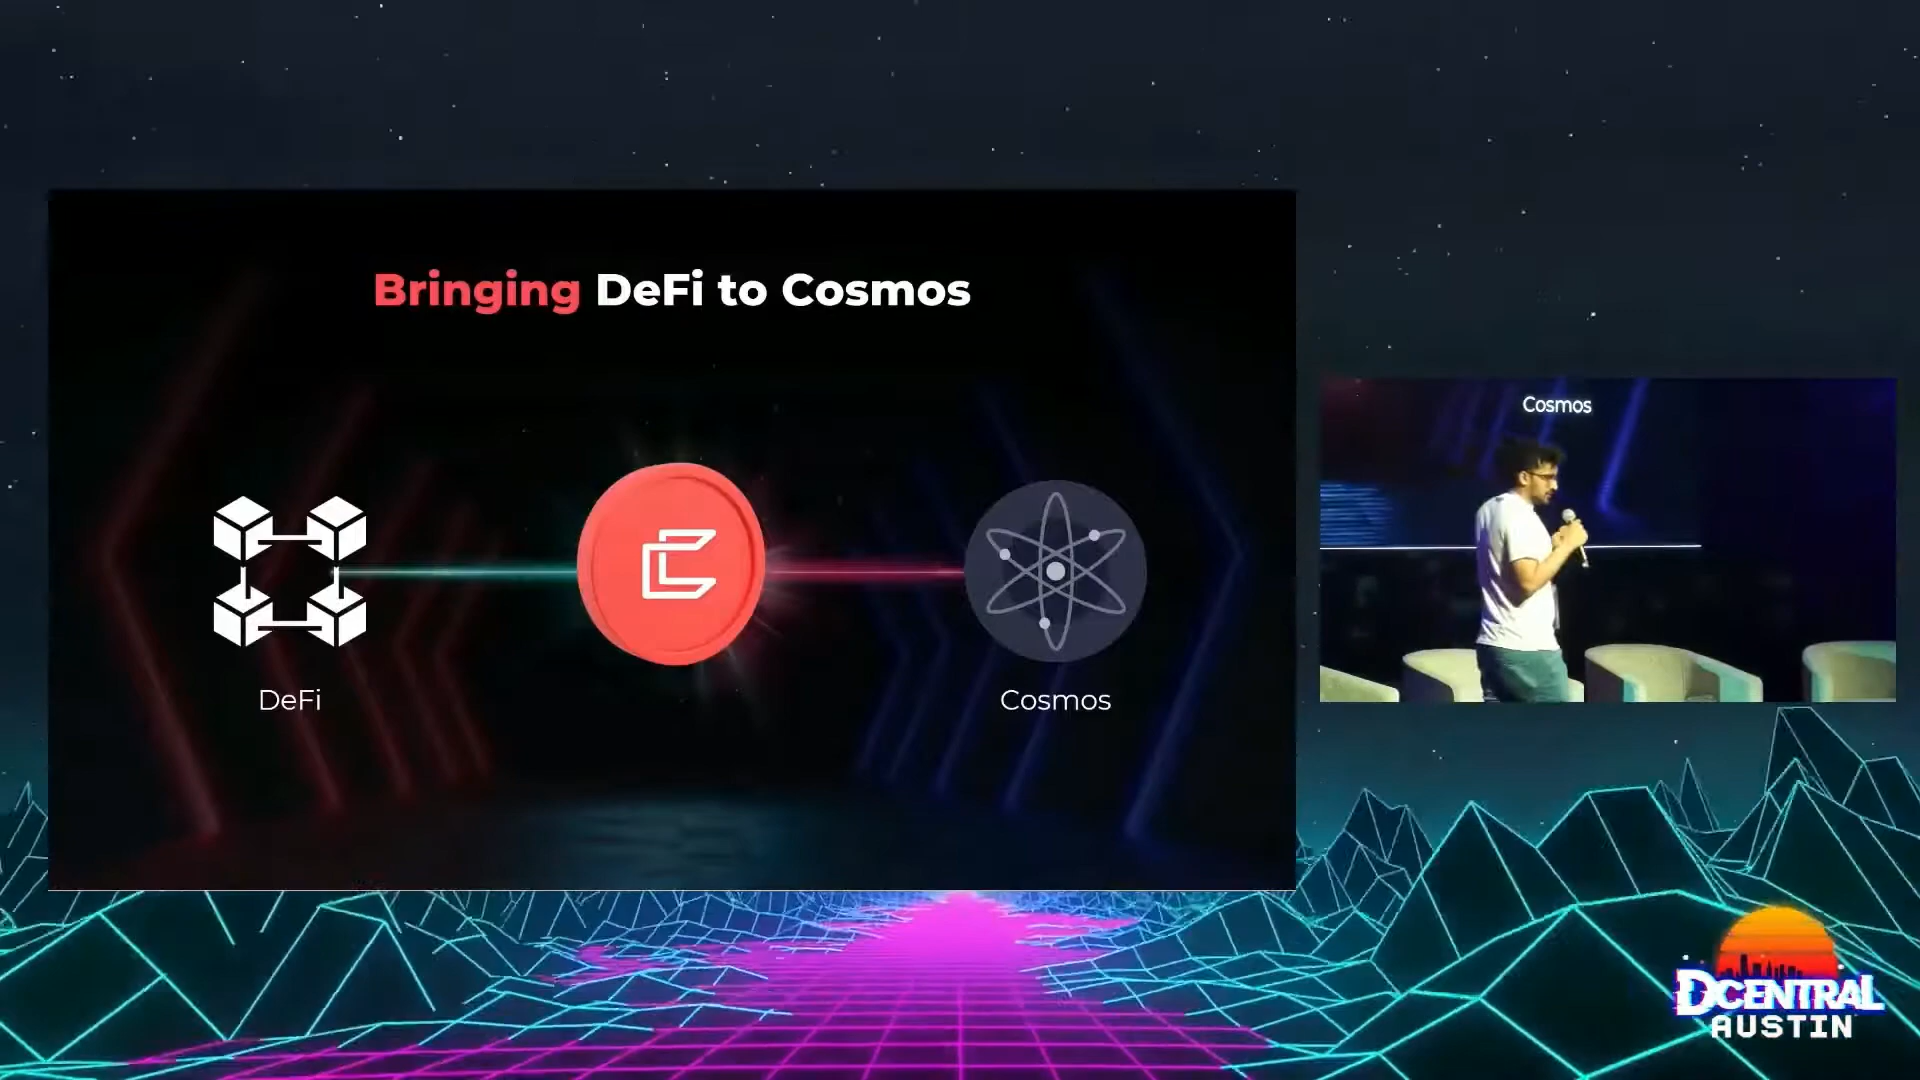 Bringing DeFi to Cosmos
DeFi
Cosmos
Cosmos
DCENTRAL
AUSTIN